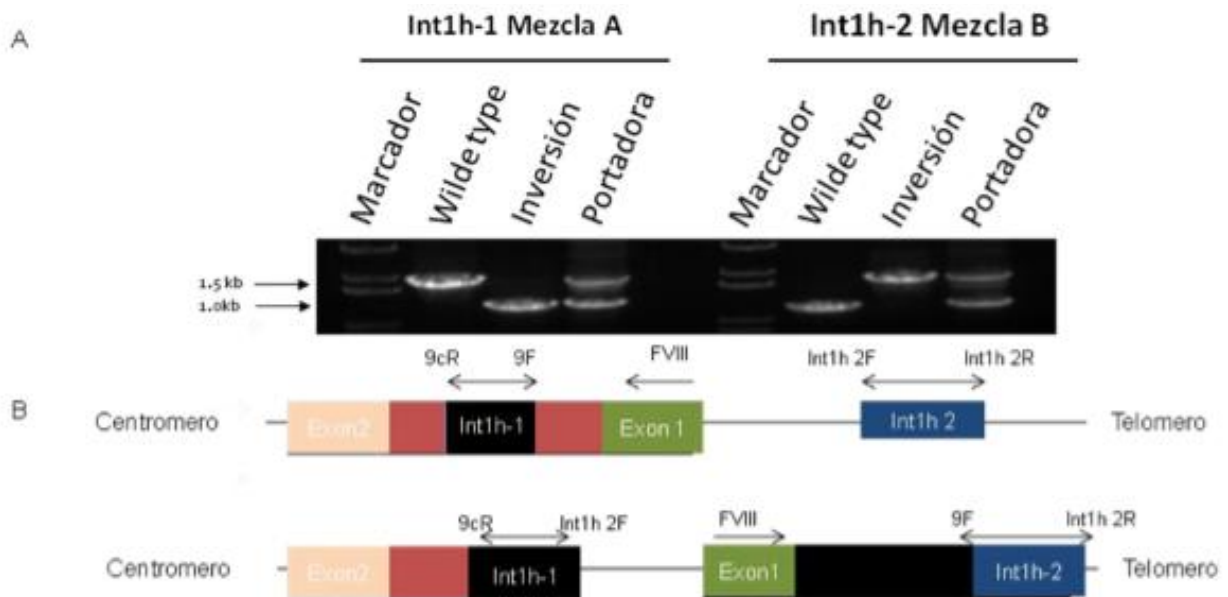 A
Int1h-1 Mezcla A
Int1h-2 Mezcla B
Marcador
Wilde type
Inversión
Portadora
Marcador
Wilde type
Inversión
Portadora
1.5 kb
1.0kb
9cR
9F
FVIII
Int1h 2F
Int1h 2R
B
Centromero
Exon2
Int1h-1
Exon 1
Int1h 2
Telomero
9cR
Int1h 2F
FVIII
9F
Int1h 2R
Centromero
Exon2
Int1h-1
Exon1
Int1h-2
Telomero